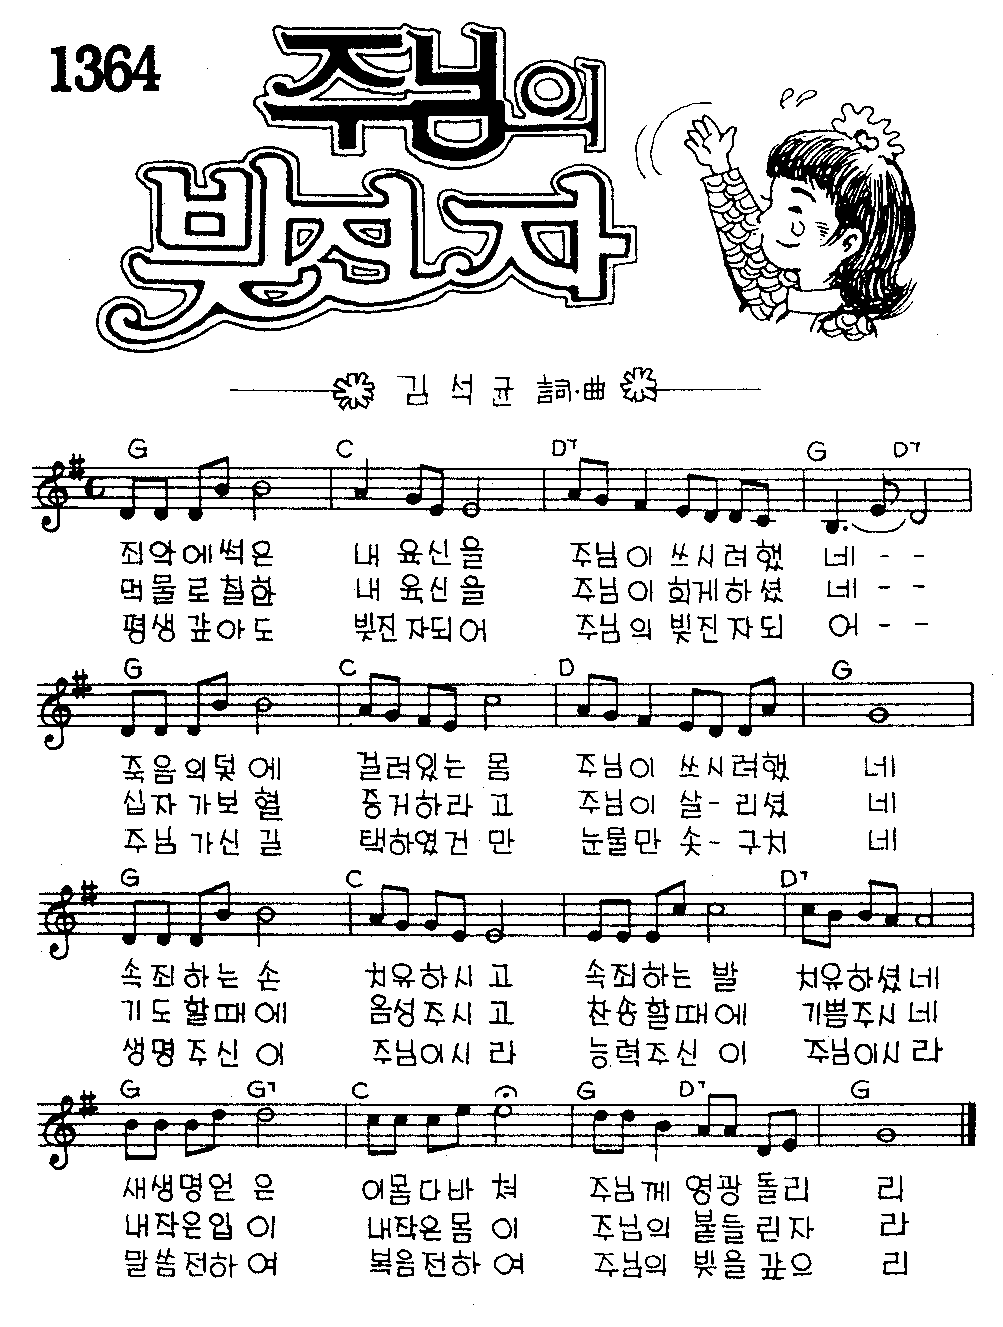 1364
주님의
빚진자
김석균 詞·曲
G C D7 G D7
죄악에썩은 내 육신을 주님이 쓰시려했 네 - -
먹물로칠한 내 육신을 주님이 희게하셨 네 - -
평생갚아도 빚진자되어 주님의 빚진자되 어 - -
G C D G
죽음의덫에 걸려있는 몸 주님이 쓰시려했 네
십자가보혈 증거하라고 주님이 살-리셨 네
주님가신길 택하였건만 눈물만 솟-구쳐 네
G C D7
속죄하는 손 치유하시고 속죄하는 발 치유하셨네
기도할때에 음성주시고 찬송할때에 기쁨주시네
생명주신이 주님이시라 능력주신이 주님이시라
G G7 C G D7 G
새생명얻은 이몸다바쳐 주님께 영광돌리 리
내작은입이 내작은몸이 주님의 붙들린자 라
말씀전하여 복음전하여 주님의 빚을갚으 리